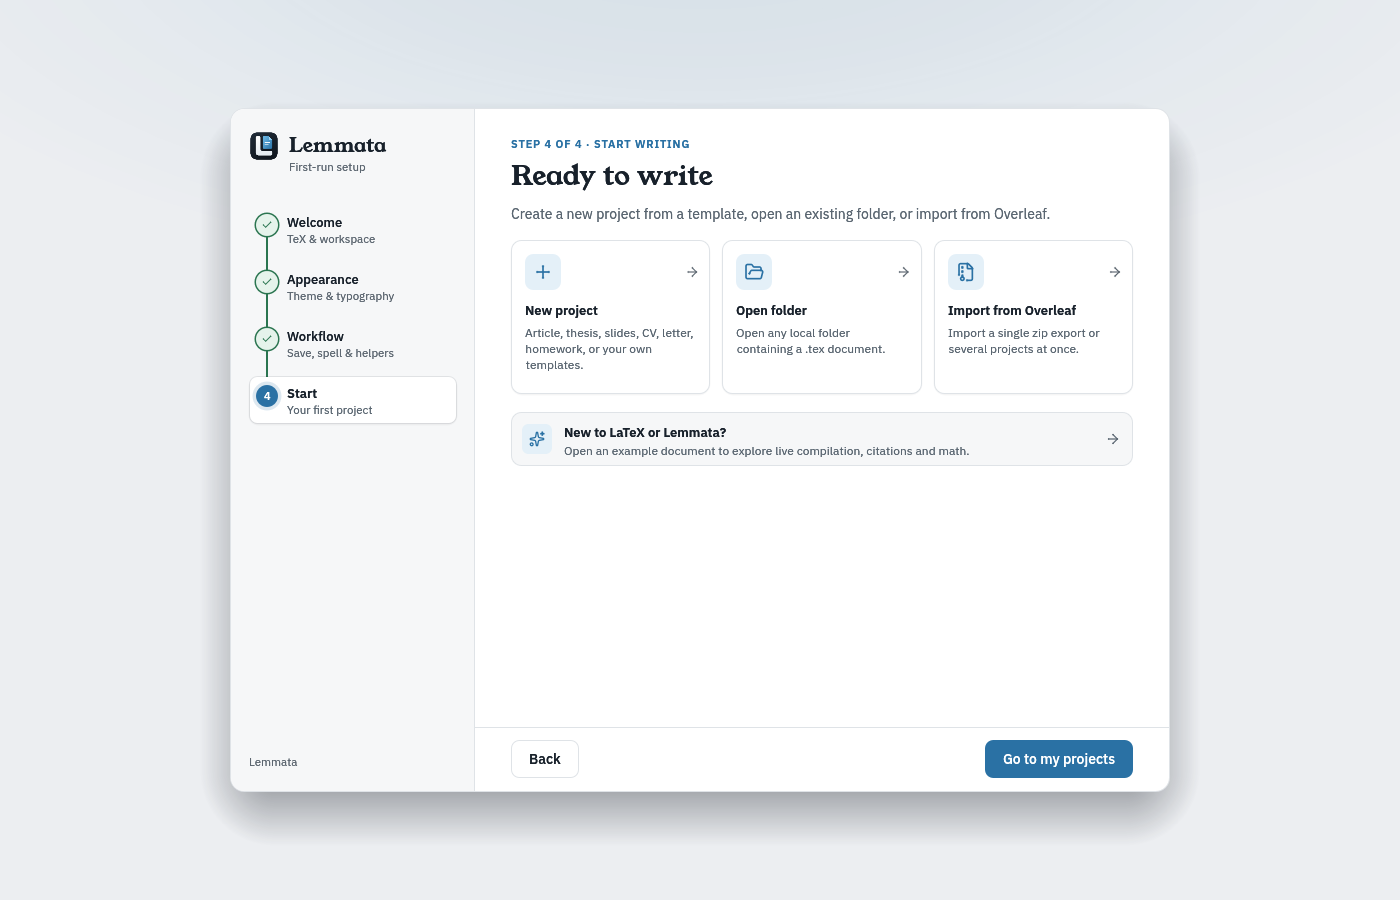 Lemmata
First-run setup
Welcome
TeX & workspace
Appearance
Theme & typography
Workflow
Save, spell & helpers
4
Start
Your first project
Lemmata
STEP 4 OF 4 · START WRITING
Ready to write
Create a new project from a template, open an existing folder, or import from Overleaf.
New project
Article, thesis, slides, CV, letter,
homework, or your own
templates.
Open folder
Open any local folder
containing a .tex document.
Import from Overleaf
Import a single zip export or
several projects at once.
New to LaTeX or Lemmata?
Open an example document to explore live compilation, citations and math.
Back
Go to my projects